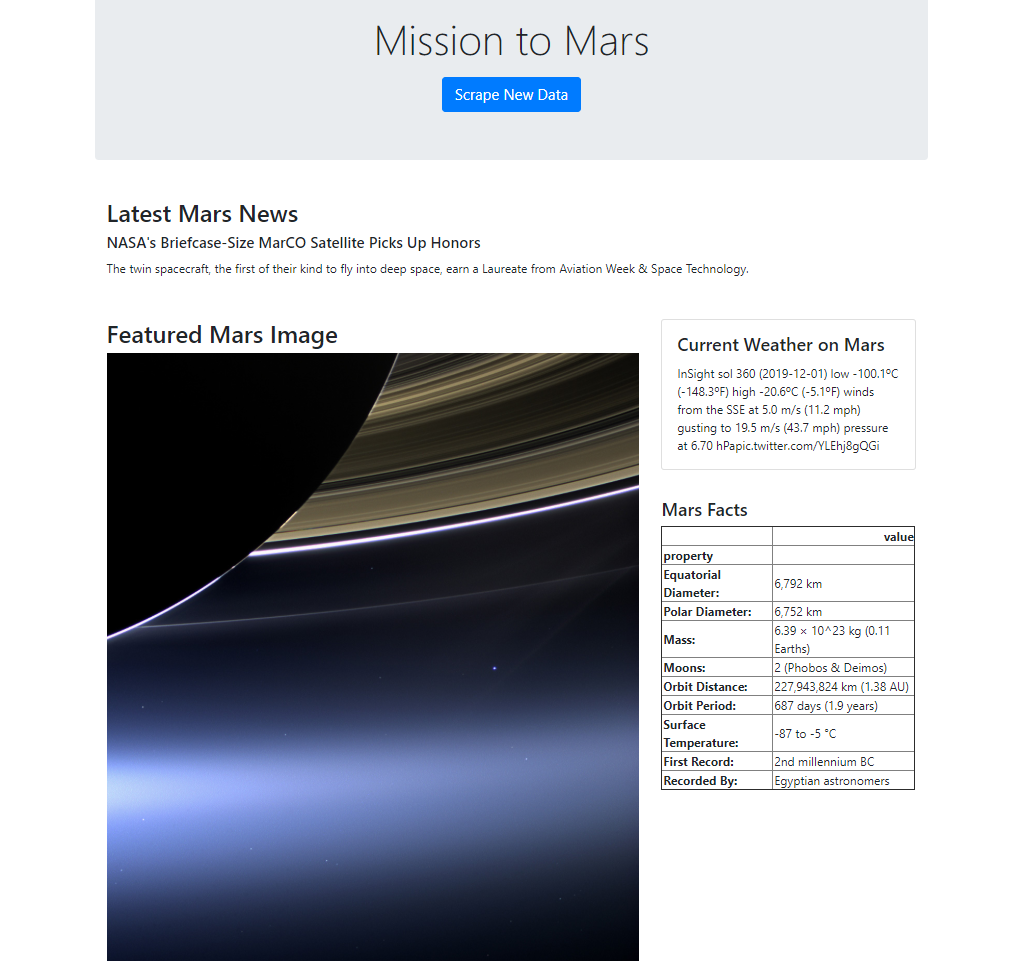 Mission to Mars
Scrape New Data
Latest Mars News
NASA's Briefcase-Size MarCO Satellite Picks Up Honors
The twin spacecraft, the first of their kind to fly into deep space, earn a Laureate from Aviation Week & Space Technology.
Featured Mars Image
Current Weather on Mars
InSight sol 360 (2019-12-01) low -100.1ºC
(-148.3ºF) high -20.6ºC (-5.1ºF) winds
from the SSE at 5.0 m/s (11.2 mph)
gusting to 19.5 m/s (43.7 mph) pressure
at 6.70 hPapic.twitter.com/YLEhj8gQGi
Mars Facts
value
property
Equatorial
Diameter:
6,792 km
Polar Diameter: 6,752 km
Mass:
6.39 × 10^23 kg (0.11
Earths)
Moons: 2 (Phobos & Deimos)
Orbit Distance: 227,943,824 km (1.38 AU)
Orbit Period: 687 days (1.9 years)
Surface
Temperature:
-87 to -5 °C
First Record: 2nd millennium BC
Recorded By: Egyptian astronomers